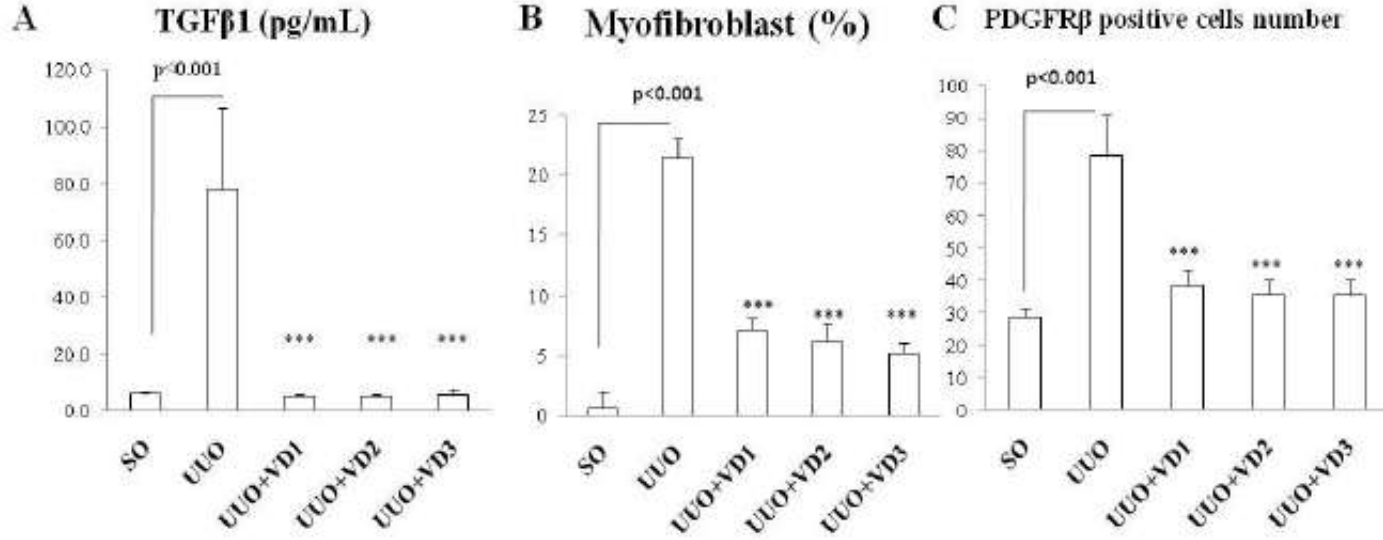 A TGFβ1 (pg/mL)
p<0.001
120.0
100.0
80.0
60.0
40.0
20.0
0.0
*** *** ***
SO UUO UUO+VD1 UUO+VD2 UUO+VD3
B Myofibroblast (%)
p<0.001
25
20
15
10
5
0
*** *** ***
SO UUO UUO+VD1 UUO+VD2 UUO+VD3
C PDGFRβ positive cells number
p<0.001
100
90
80
70
60
50
40
30
20
10
0
*** *** ***
SO UUO UUO+VD1 UUO+VD2 UUO+VD3